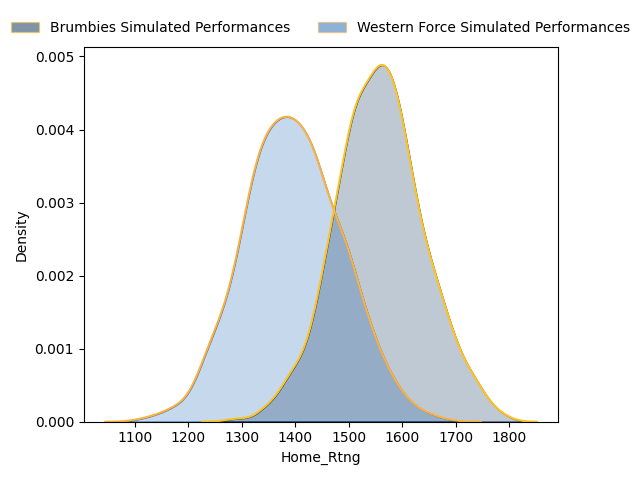 Brumbies Simulated Performances Western Force Simulated Performances
0.005
0.004
0.003
0.002
0.001
0.000
Density
1100 1200 1300 1400 1500 1600 1700 1800
Home_Rtng